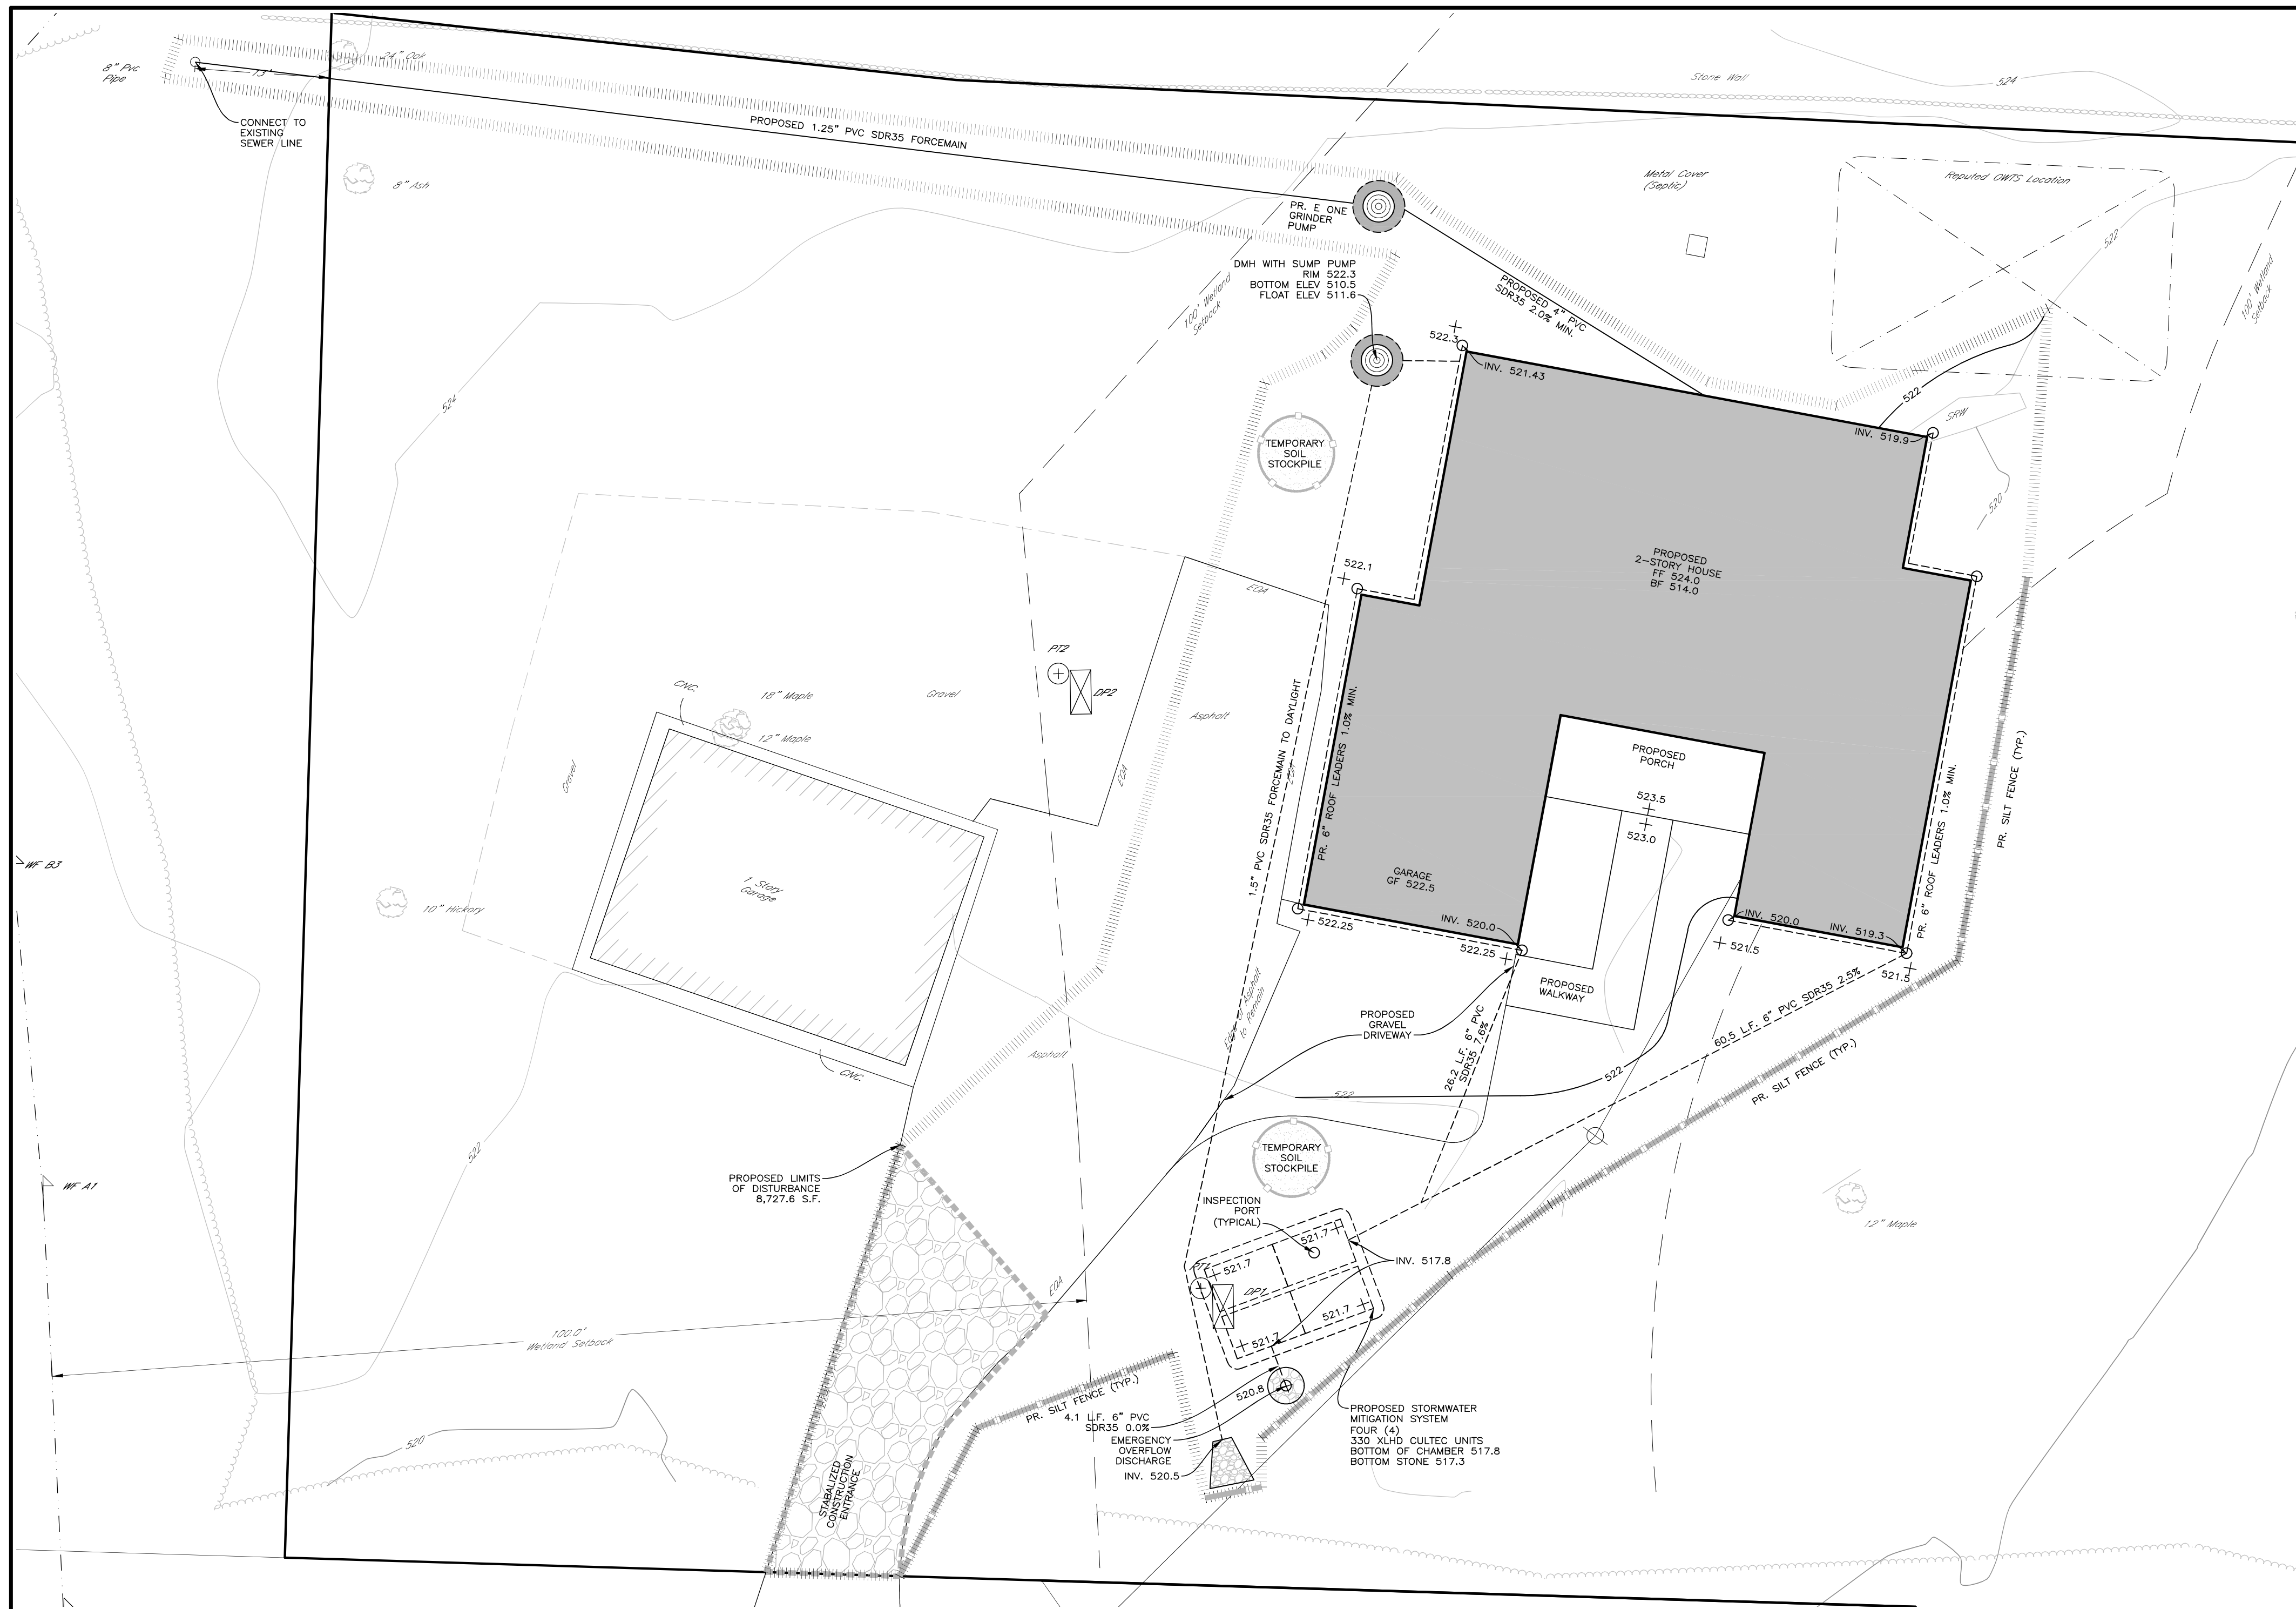 8" Pvc
Pipe
13'
24" Oak
CONNECT TO
EXISTING
SEWER LINE
8" Ash
PROPOSED 1.25" PVC SDR35 FORCEMAIN
Stone Wall
524
Metal Cover
(Septic)
Reputed OWTS Location
522
100' Wetland
Setback
PR. E ONE
GRINDER
PUMP
DMH WITH SUMP PUMP
RIM 522.3
BOTTOM ELEV 510.5
FLOAT ELEV 511.6
100' Wetland
Setback
PROPOSED 4" PVC
SDR35 2.0% MIN.
522.3
INV. 521.43
522
SRW
INV. 519.9
520
524
TEMPORARY
SOIL
STOCKPILE
522.1
EOA
PROPOSED
2-STORY HOUSE
FF 524.0
BF 514.0
PT2
DP2
CNC.
18" Maple
12" Maple
Gravel
Gravel
Asphalt
EOA
EOA
1.5" PVC SDR35 FORCEMAIN TO DAYLIGHT
PR. 6" ROOF LEADERS 1.0% MIN.
PROPOSED
PORCH
523.5
523.0
PR. 6" ROOF LEADERS 1.0% MIN.
PR. SILT FENCE (TYP.)
WF B3
1 Story
Garage
10" Hickory
GARAGE
GF 522.5
522.25
INV. 520.0
522.25
INV. 520.0
INV. 519.3
521.5
521.5
PROPOSED
WALKWAY
PROPOSED
GRAVEL
DRIVEWAY
Edge of Asphalt
to Remain
26.2 L.F. 6" PVC
SDR35 7.6%
60.5 L.F. 6" PVC SDR35 2.5%
PR. SILT FENCE (TYP.)
Asphalt
CNC.
522
522
522
WF A1
PROPOSED LIMITS
OF DISTURBANCE
8,727.6 S.F.
TEMPORARY
SOIL
STOCKPILE
INSPECTION
PORT
(TYPICAL)
12" Maple
521.7
521.7
INV. 517.8
PT1
DP1
521.7
521.7
EOA
100.0'
Wetland Setback
520
PR. SILT FENCE (TYP.)
520.8
4.1 L.F. 6" PVC
SDR35 0.0%
EMERGENCY
OVERFLOW
DISCHARGE
INV. 520.5
PROPOSED STORMWATER
MITIGATION SYSTEM
FOUR (4)
330 XLHD CULTEC UNITS
BOTTOM OF CHAMBER 517.8
BOTTOM STONE 517.3
STABALIZED
CONSTRUCTION
ENTRANCE